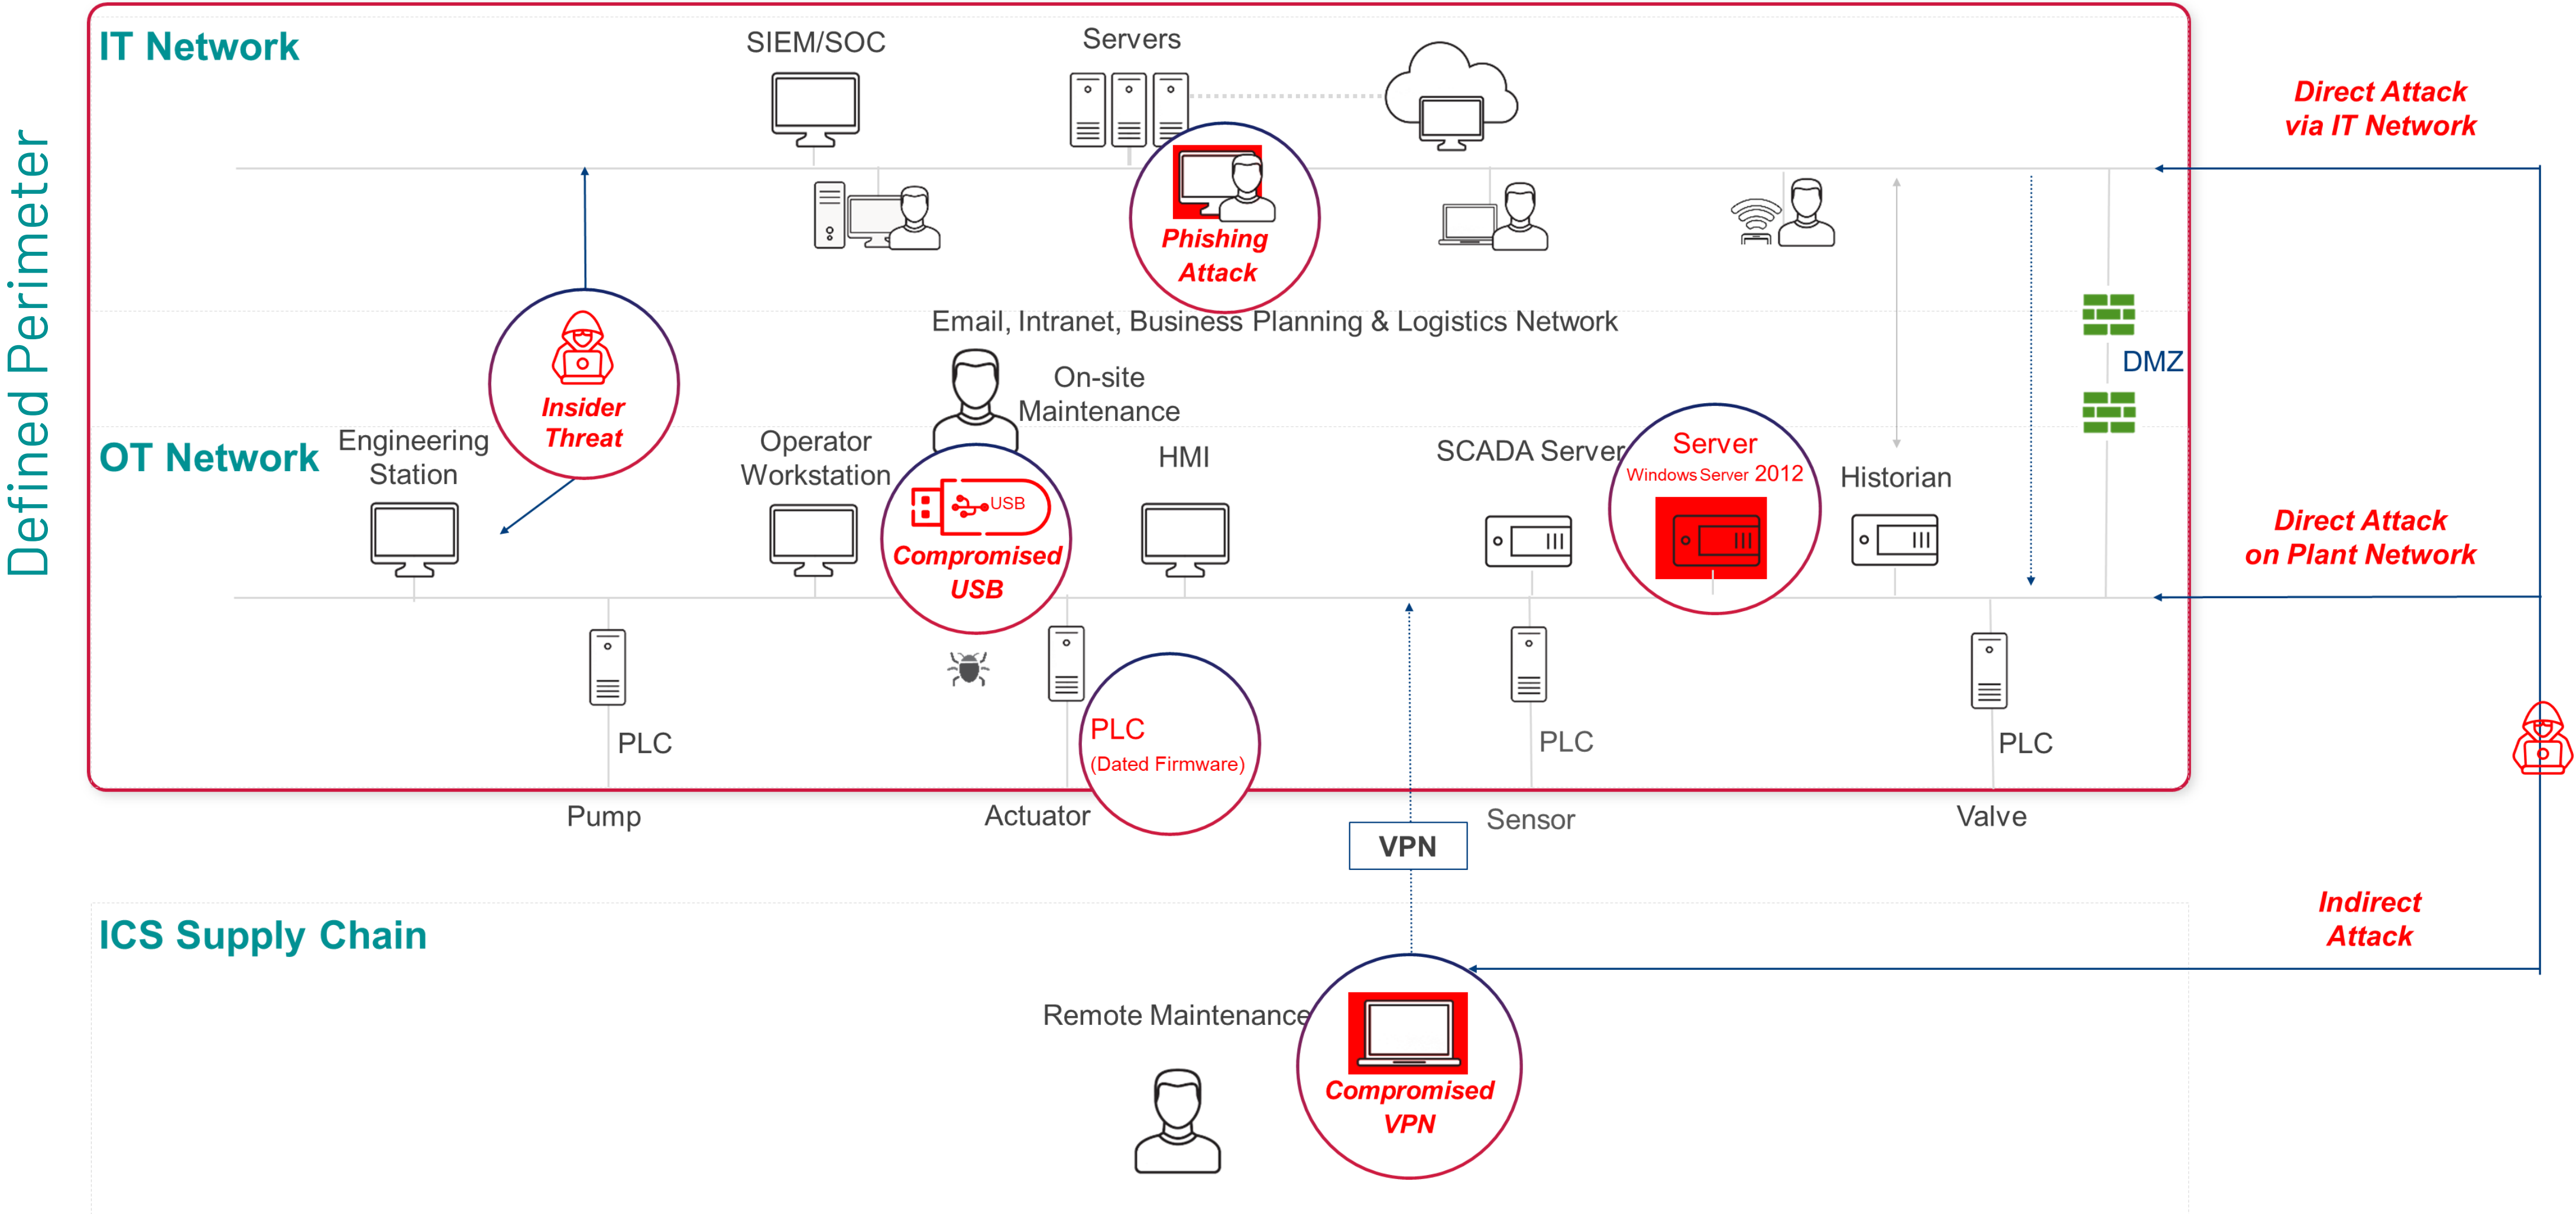 Defined Perimeter
IT Network
SIEM/SOC
Servers
Direct Attack
via IT Network
Phishing
Attack
Email, Intranet, Business Planning & Logistics Network
Insider
Threat
On-site
Maintenance
DMZ
OT Network
Engineering
Station
Operator
Workstation
USB
Compromised
USB
HMI
SCADA Server
Server
Windows Server 2012
Historian
Direct Attack
on Plant Network
PLC
PLC
(Dated Firmware)
PLC
PLC
Pump
Actuator
Sensor
Valve
VPN
ICS Supply Chain
Indirect
Attack
Remote Maintenance
Compromised
VPN